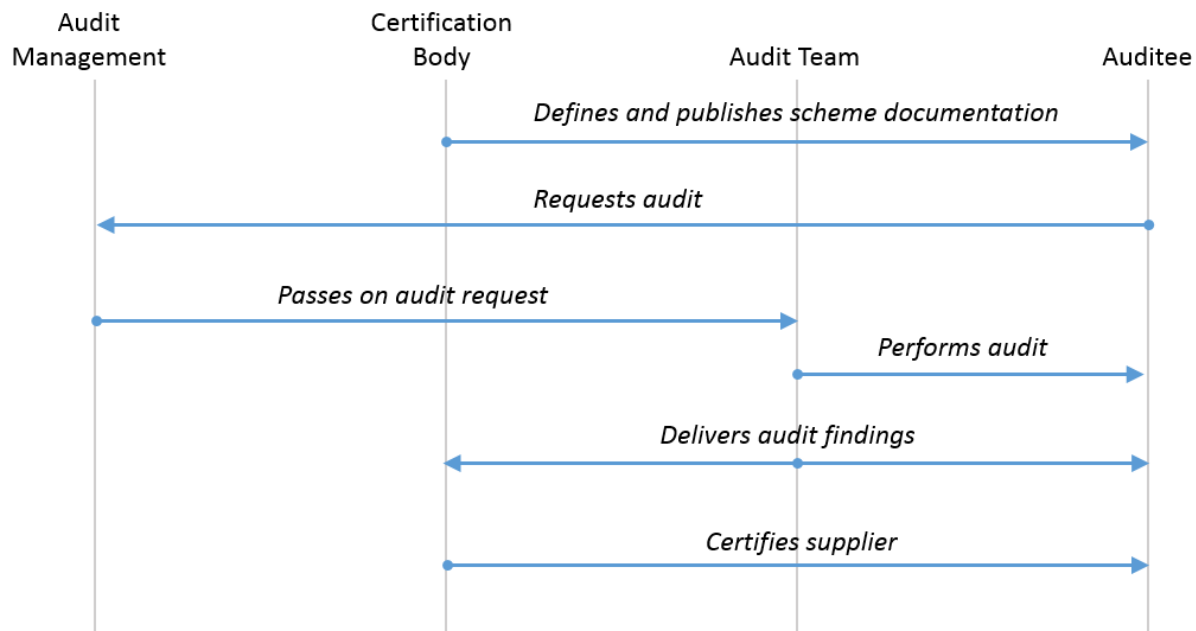 Audit
Management
Certification
Body
Audit Team
Auditee
Defines and publishes scheme documentation
Requests audit
Passes on audit request
Performs audit
Delivers audit findings
Certifies supplier